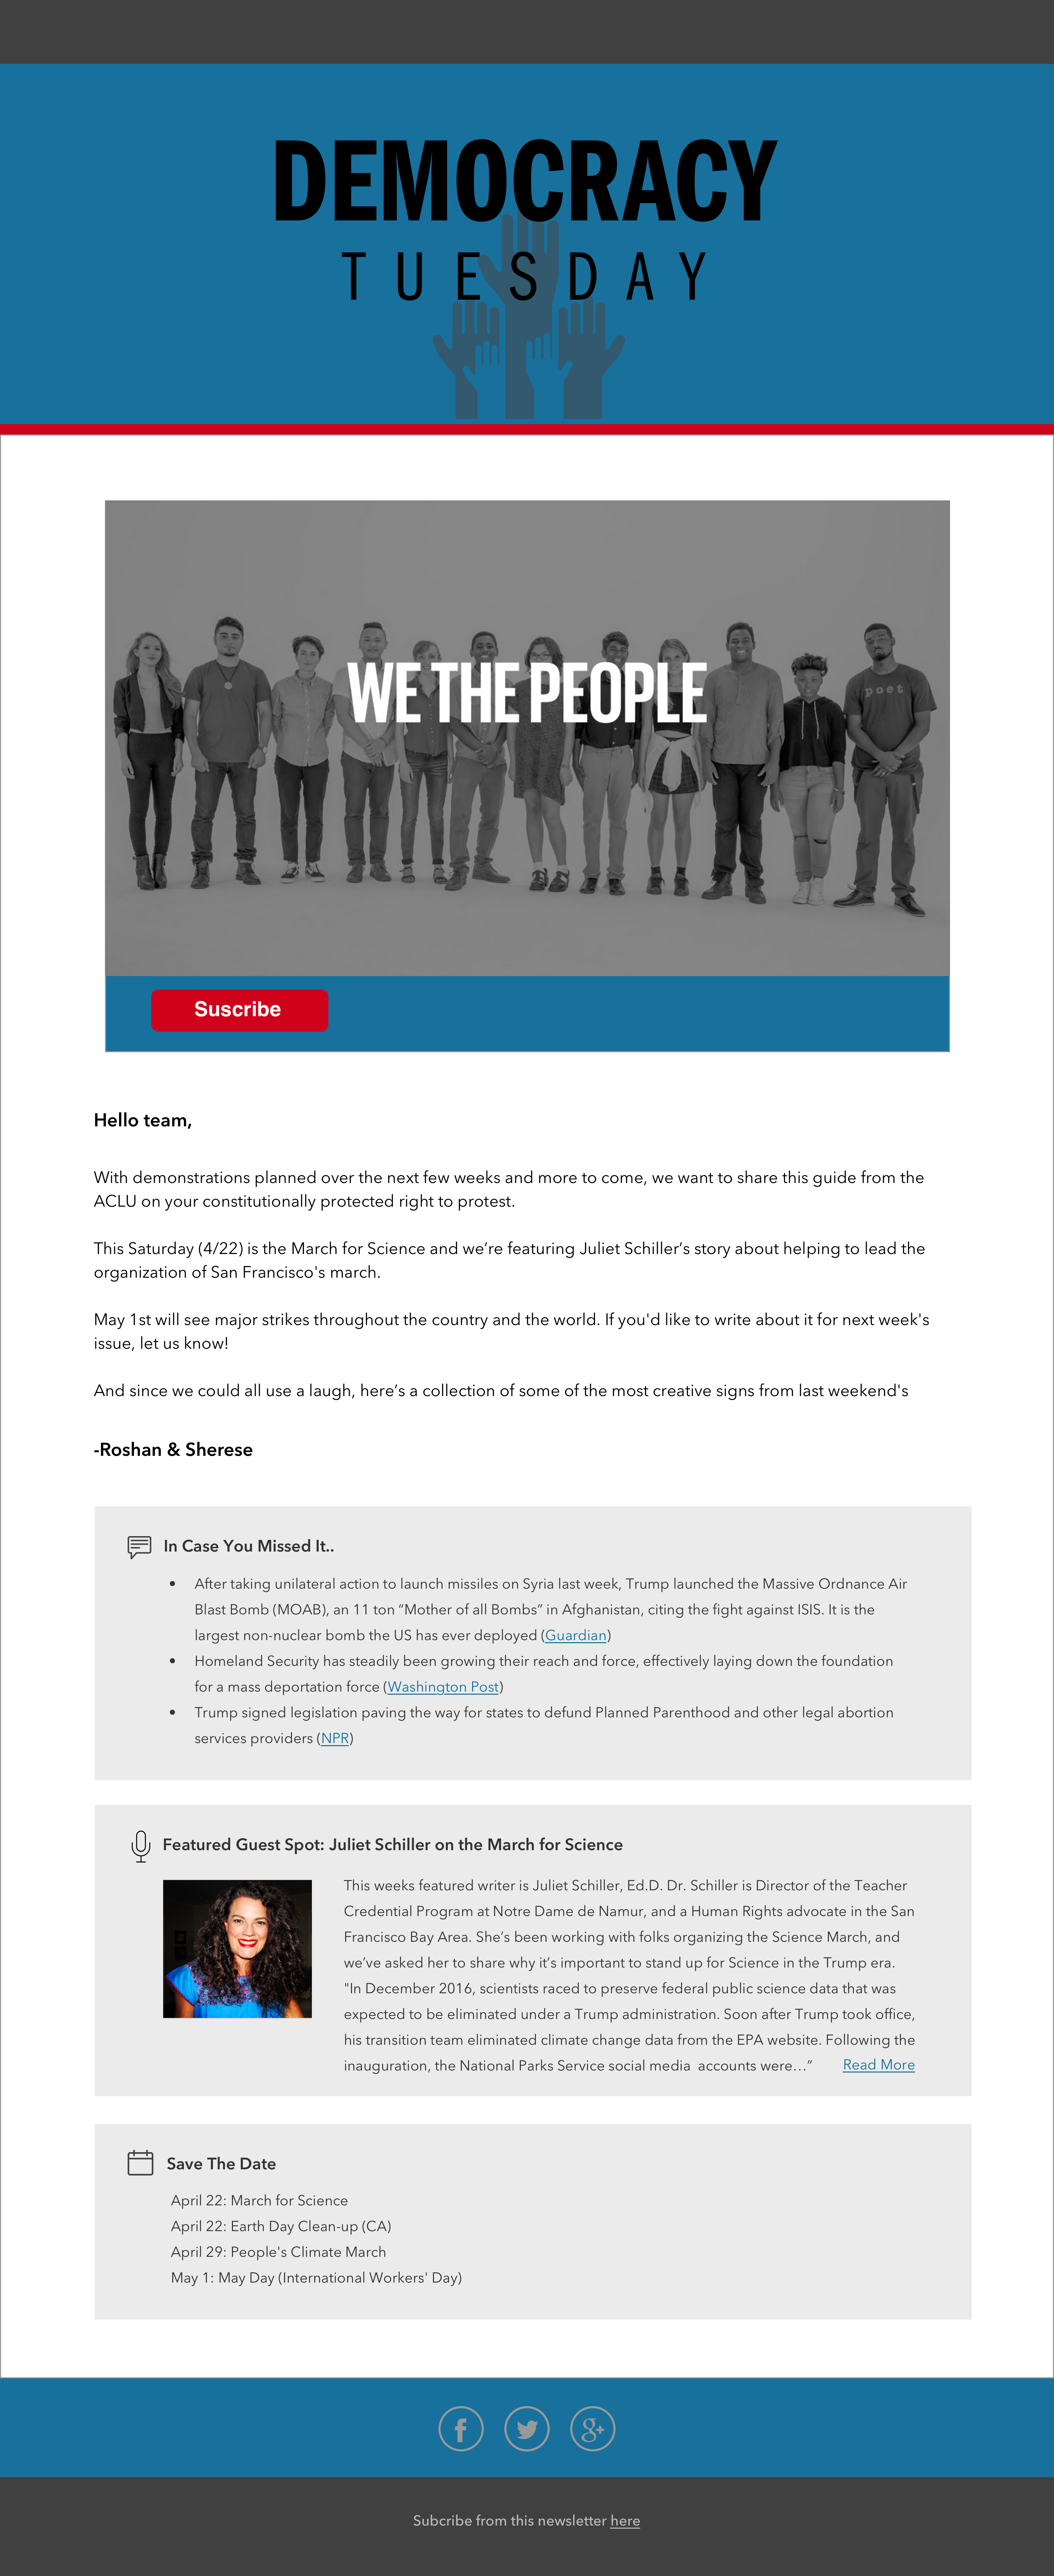 DEMOCRACY
TUESDAY
poet
WE THE PEOPLE
Suscribe
Hello team,
With demonstrations planned over the next few weeks and more to come, we want to share this guide from the
ACLU on your constitutionally protected right to protest.
This Saturday (4/22) is the March for Science and we’re featuring Juliet Schiller’s story about helping to lead the
organization of San Francisco's march.
May 1st will see major strikes throughout the country and the world. If you'd like to write about it for next week's
issue, let us know!
And since we could all use a laugh, here’s a collection of some of the most creative signs from last weekend's
-Roshan & Sherese
In Case You Missed It..
• After taking unilateral action to launch missiles on Syria last week, Trump launched the Massive Ordnance Air
Blast Bomb (MOAB), an 11 ton “Mother of all Bombs” in Afghanistan, citing the fight against ISIS. It is the
largest non-nuclear bomb the US has ever deployed (Guardian)
• Homeland Security has steadily been growing their reach and force, effectively laying down the foundation
for a mass deportation force (Washington Post)
• Trump signed legislation paving the way for states to defund Planned Parenthood and other legal abortion
services providers (NPR)
Featured Guest Spot: Juliet Schiller on the March for Science
This weeks featured writer is Juliet Schiller, Ed.D. Dr. Schiller is Director of the Teacher
Credential Program at Notre Dame de Namur, and a Human Rights advocate in the San
Francisco Bay Area. She’s been working with folks organizing the Science March, and
we’ve asked her to share why it’s important to stand up for Science in the Trump era.
"In December 2016, scientists raced to preserve federal public science data that was
expected to be eliminated under a Trump administration. Soon after Trump took office,
his transition team eliminated climate change data from the EPA website. Following the
inauguration, the National Parks Service social media accounts were…” Read More
Save The Date
April 22: March for Science
April 22: Earth Day Clean-up (CA)
April 29: People's Climate March
May 1: May Day (International Workers' Day)
f g+
Subcribe from this newsletter here